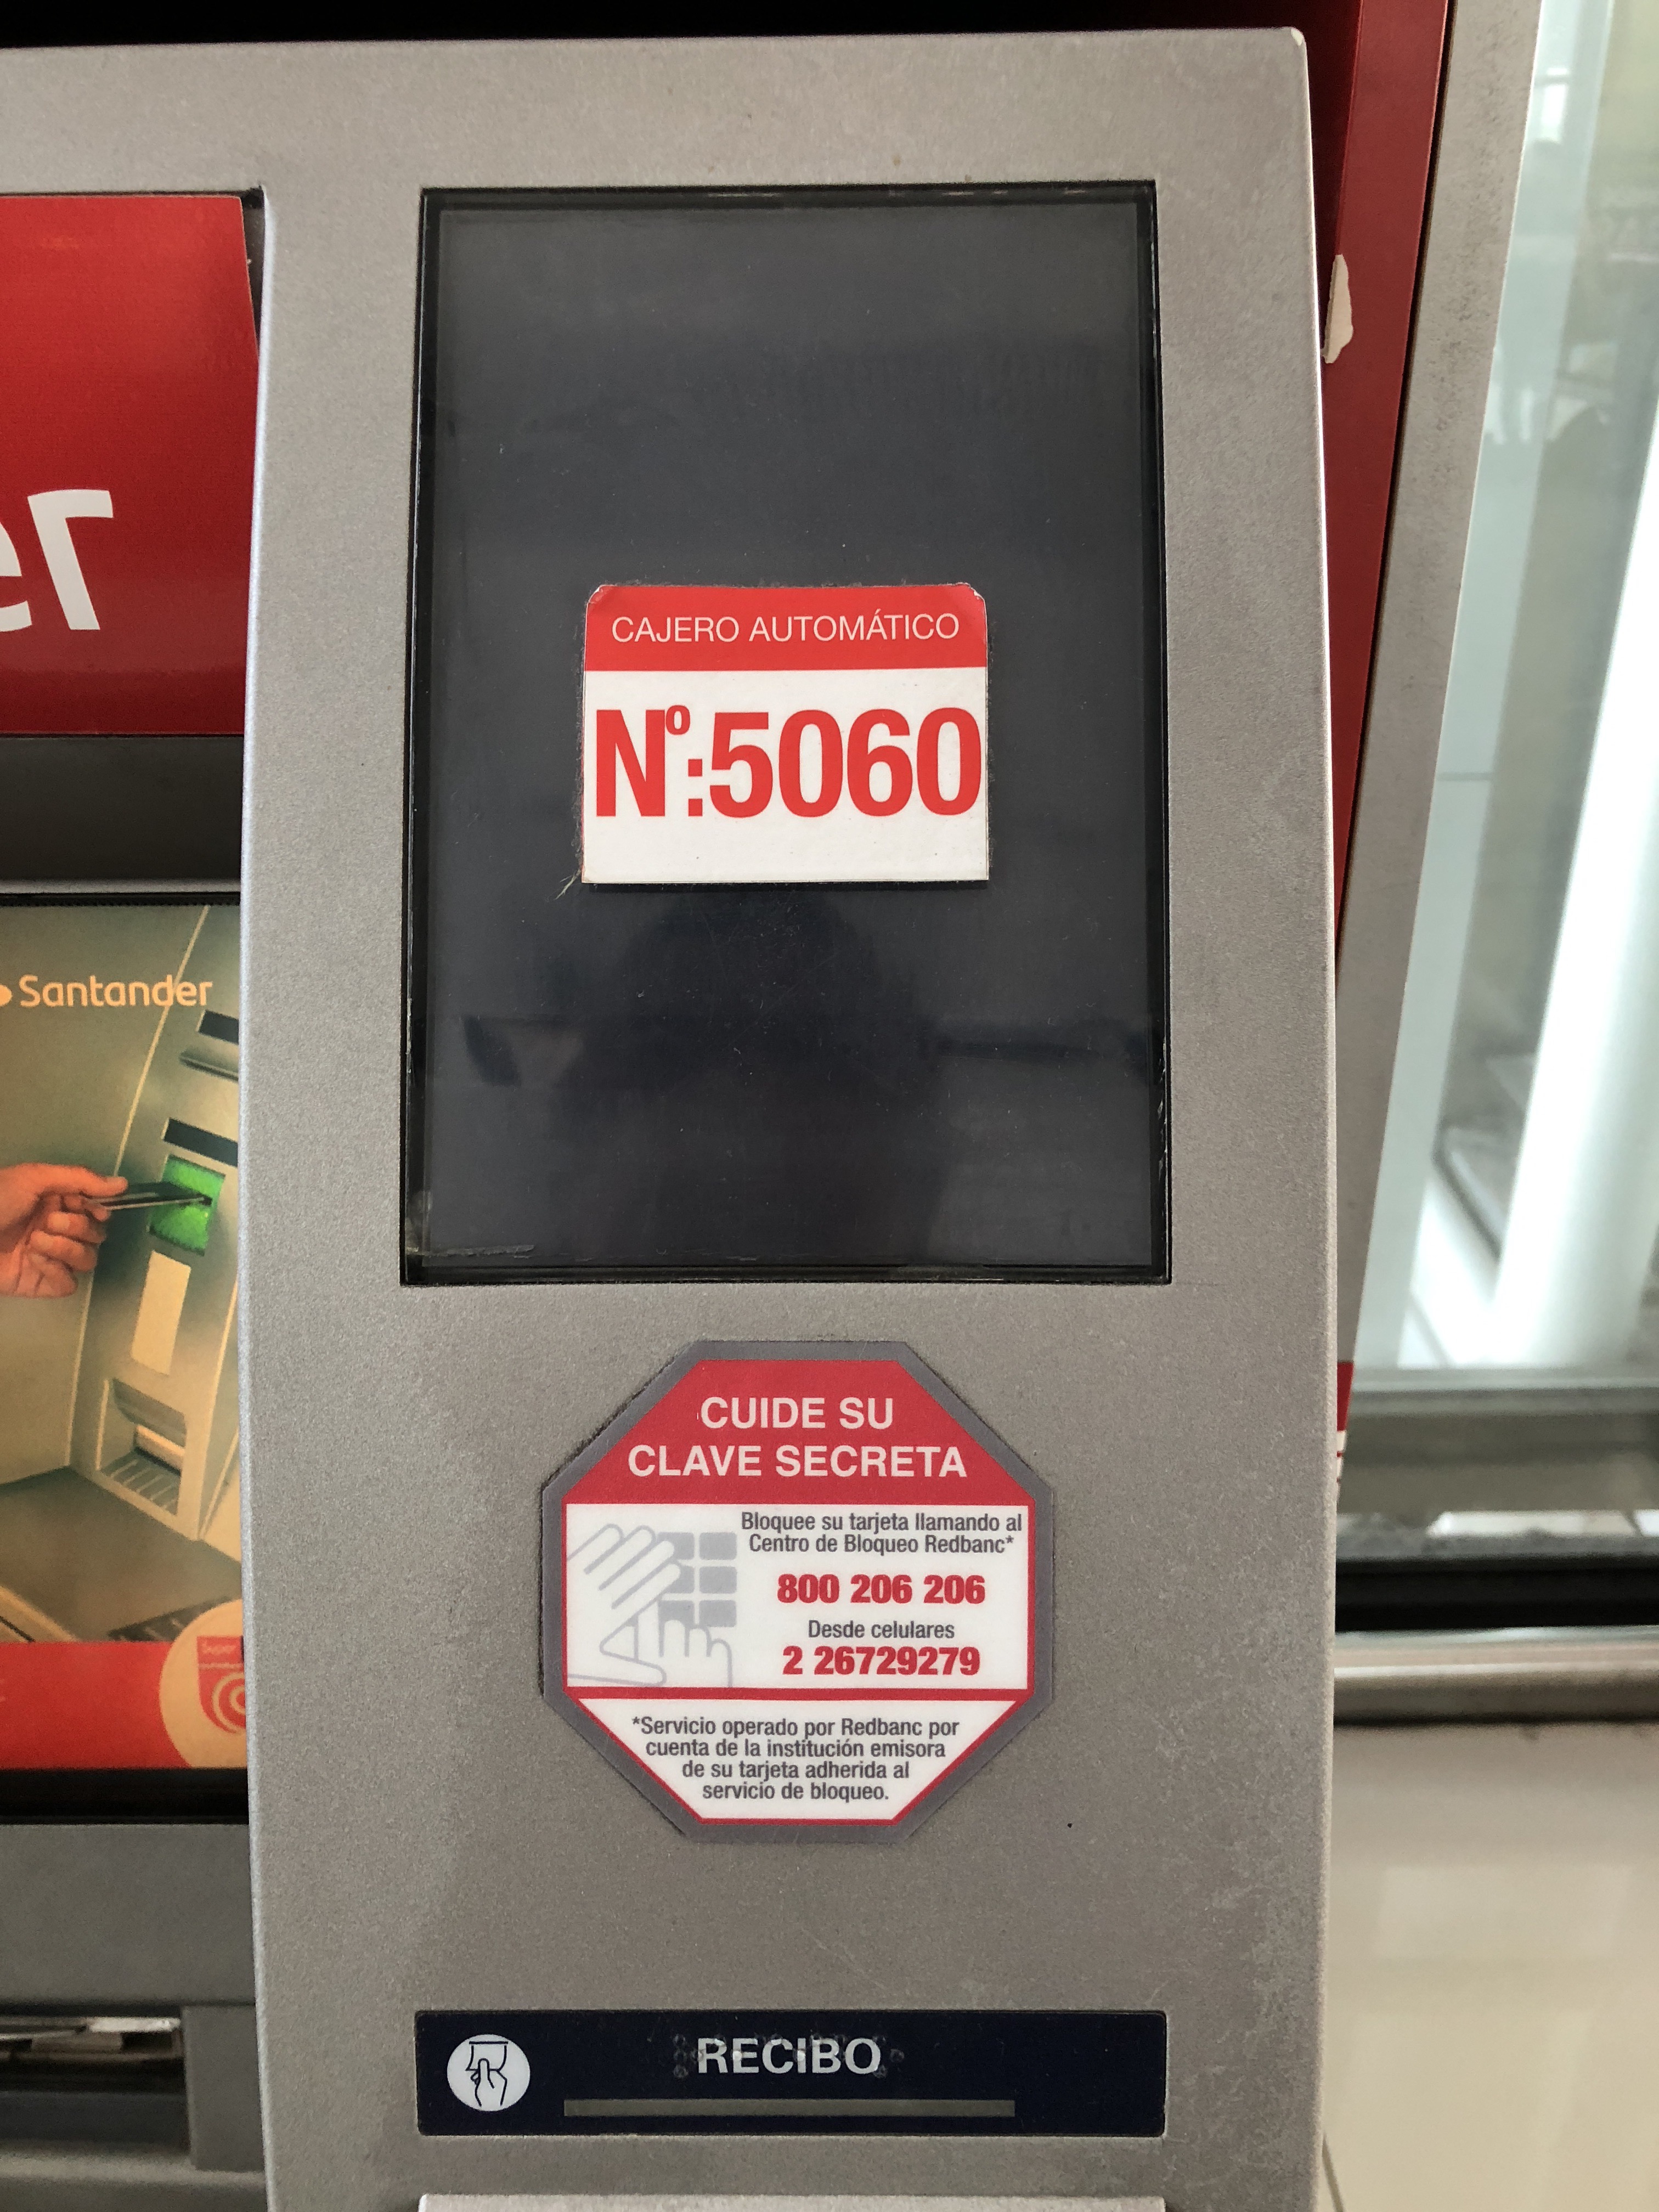 er
CAJERO AUTOMÁTICO
Nº:5060
Santander
CUIDE SU
CLAVE SECRETA
Bloquee su tarjeta llamando al
Centro de Bloqueo Redbanc*
800 206 206
Desde celulares
2 26729279
*Servicio operado por Redbanc por
cuenta de la institución emisora
de su tarjeta adherida al
servicio de bloqueo.
RECIBO